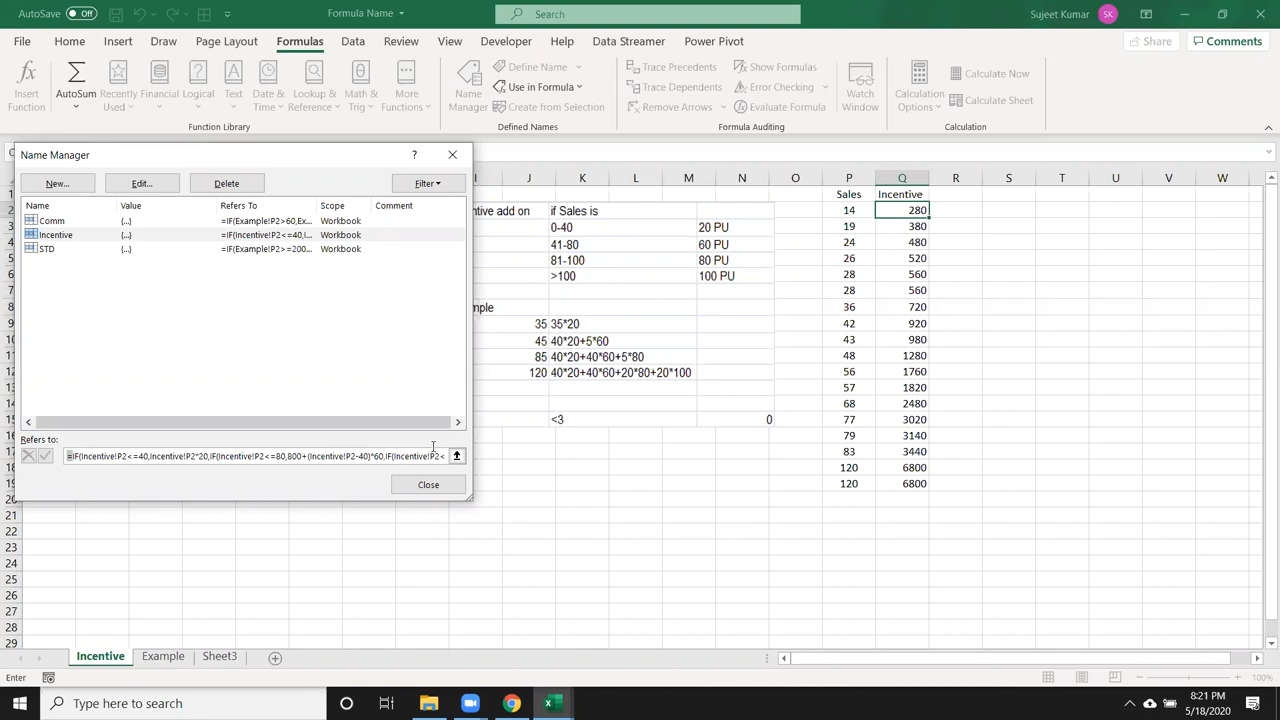 AutoSave Off
Formula Name
Search
Sujeet Kumar SK
File Home Insert Draw Page Layout Formulas Data Review View Developer Help Data Streamer Power Pivot
Share Comments
Insert Function
AutoSum
Recently Used
Financial
Logical
Text
Date & Time
Lookup & Reference
Math & Trig
More Functions
Name Manager
Define Name
Use in Formula
Create from Selection
Trace Precedents
Trace Dependents
Remove Arrows
Show Formulas
Error Checking
Evaluate Formula
Watch Window
Calculation Options
Calculate Now
Calculate Sheet
Function Library
Defined Names
Formula Auditing
Calculation
Name Manager ?
New... Edit... Delete Filter
Name Value Refers To Scope Comment
Comm {...} =IF(Example!P2>60,Ex... Workbook
Incentive {...} =IF(Incentive!P2<=40,I... Workbook
STD {...} =IF(Example!P2>=200... Workbook
Refers to:
=IF(Incentive!P2<=40,Incentive!P2*20,IF(Incentive!P2<=80,800+(Incentive!P2-40)*60,IF(Incentive!P2<
Close
J K L M N O P Q R S T U V W
Sales Incentive
ntive add on if Sales is 14 280
0-40 20 PU 19 380
41-80 60 PU 24 480
81-100 80 PU 26 520
>100 100 PU 28 560
28 560
mple 36 720
35 35*20 42 920
45 40*20+5*60 43 980
85 40*20+40*60+5*80 48 1280
120 40*20+40*60+20*80+20*100 56 1760
57 1820
68 2480
<3 0 77 3020
79 3140
83 3440
120 6800
120 6800
21
22
23
24
25
26
27
28
29
Incentive Example Sheet3
Enter
100%
Type here to search
8:21 PM
5/18/2020